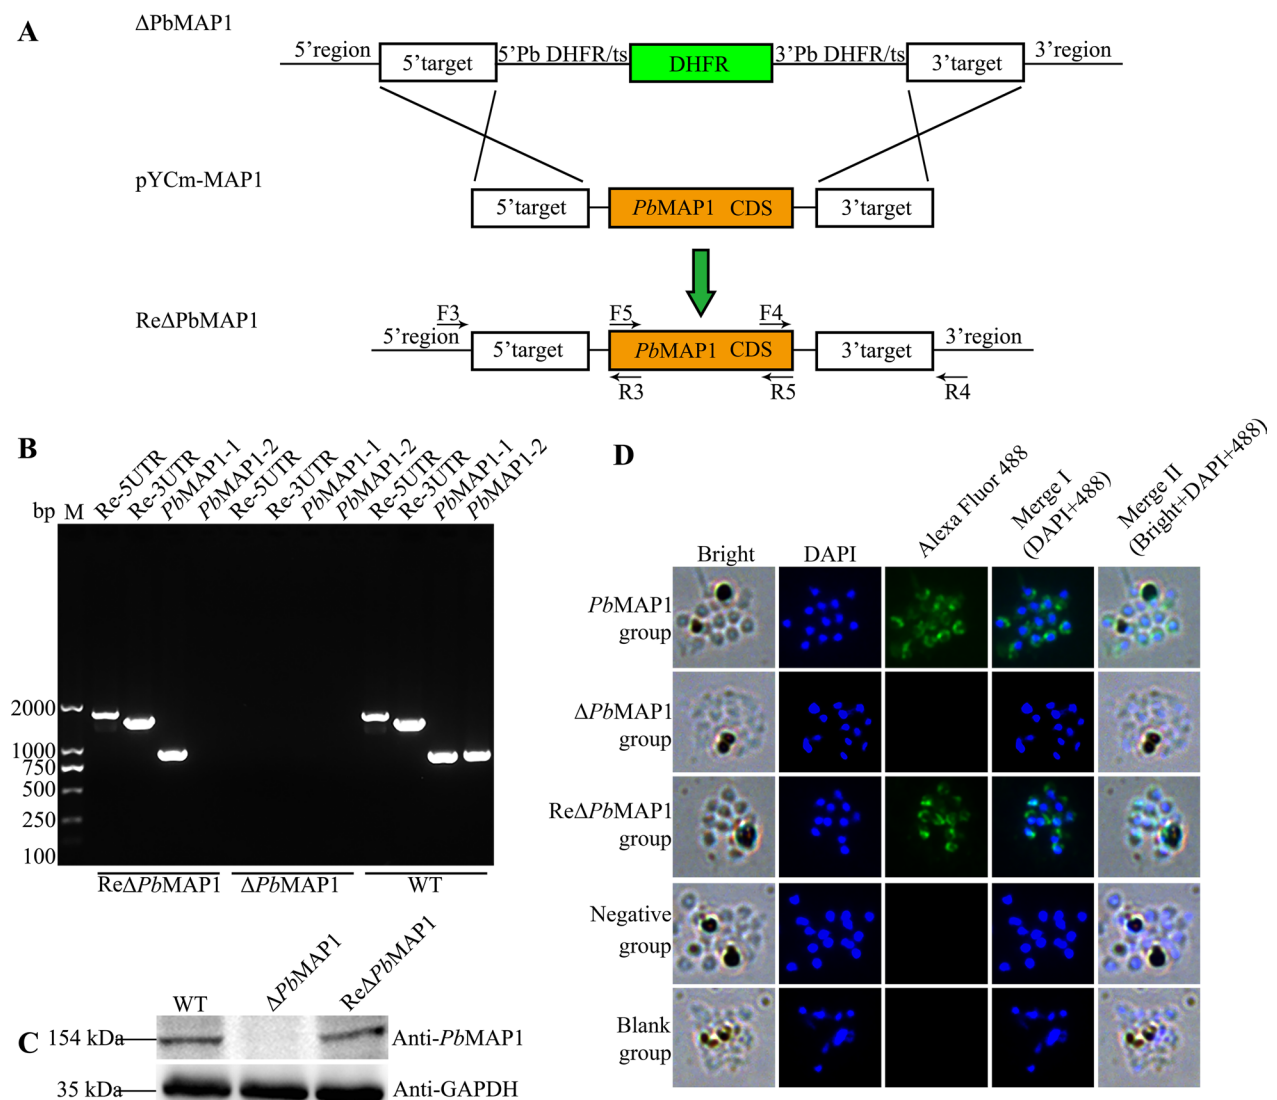 A
ΔPbMAP1
5’region
5’target
5’Pb DHFR/ts
DHFR
3’Pb DHFR/ts
3’target
3’region
pYCm-MAP1
5’target
PbMAP1 CDS
3’target
ReΔPbMAP1
F3
F5
F4
5’region
5’target
PbMAP1 CDS
3’target
3’region
R3
R5
R4
B
bp
M
Re-5UTR
Re-3UTR
PbMAP1-1
PbMAP1-2
Re-5UTR
Re-3UTR
PbMAP1-1
PbMAP1-2
Re-5UTR
Re-3UTR
PbMAP1-1
PbMAP1-2
2000
1000
750
500
250
100
ReΔPbMAP1
ΔPbMAP1
WT
C
WT
ΔPbMAP1
ReΔPbMAP1
154 kDa
Anti-PbMAP1
35 kDa
Anti-GAPDH
D
Bright
DAPI
Alexa Fluor 488
Merge I
(DAPI+488)
Merge II
(Bright+DAPI+488)
PbMAP1
group
ΔPbMAP1
group
ReΔPbMAP1
group
Negative
group
Blank
group